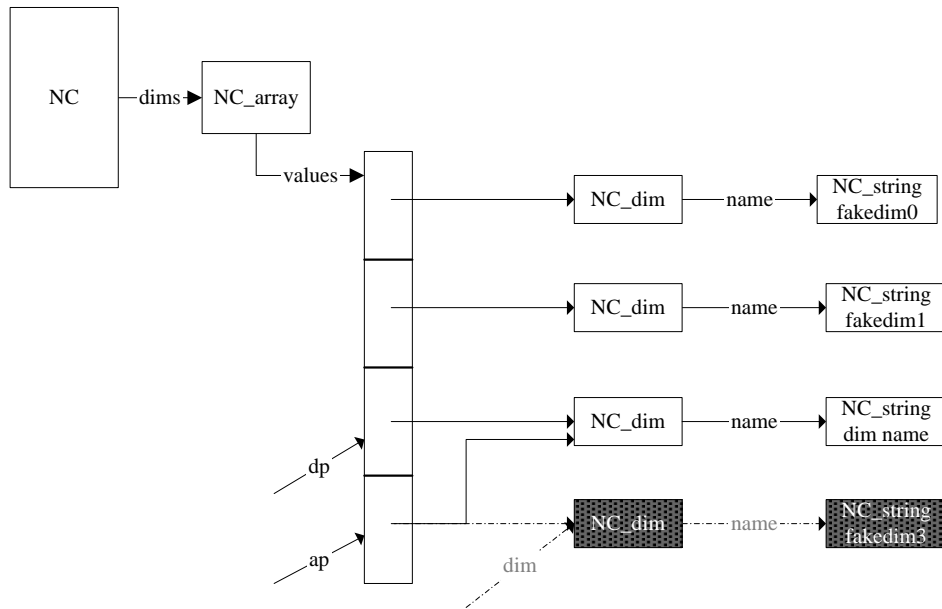 NC
dims
NC_array
values
NC_dim
name
NC_string
fakedim0
NC_dim
name
NC_string
fakedim1
NC_dim
name
NC_string
dim name
dp
NC_dim
name
NC_string
fakedim3
ap
dim